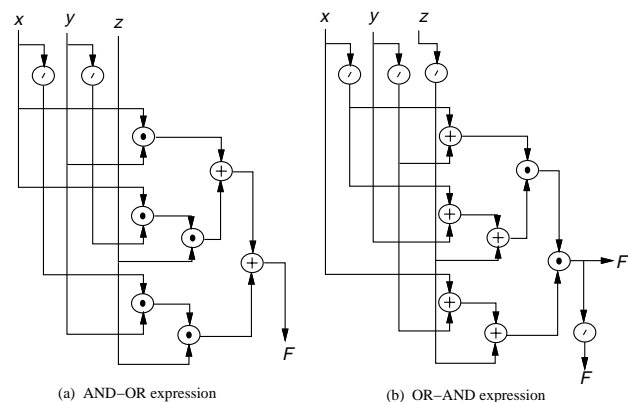 x y z x y z
F
F
F
(a) AND–OR expression
(b) OR–AND expression